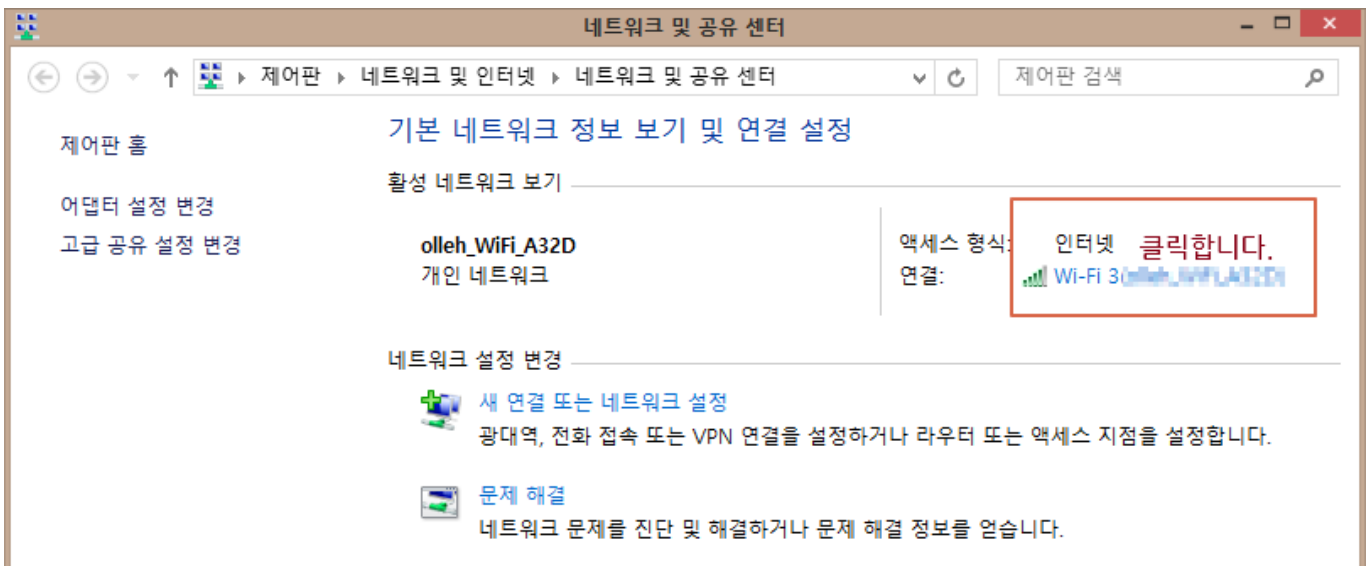 네트워크 및 공유 센터
제어판 ▸ 네트워크 및 인터넷 ▸ 네트워크 및 공유 센터
제어판 검색
제어판 홈
어댑터 설정 변경
고급 공유 설정 변경
기본 네트워크 정보 보기 및 연결 설정
활성 네트워크 보기
olleh_WiFi_A32D
개인 네트워크
액세스 형식: 인터넷
클릭합니다.
연결: Wi-Fi 3
네트워크 설정 변경
새 연결 또는 네트워크 설정
광대역, 전화 접속 또는 VPN 연결을 설정하거나 라우터 또는 액세스 지점을 설정합니다.
문제 해결
네트워크 문제를 진단 및 해결하거나 문제 해결 정보를 얻습니다.